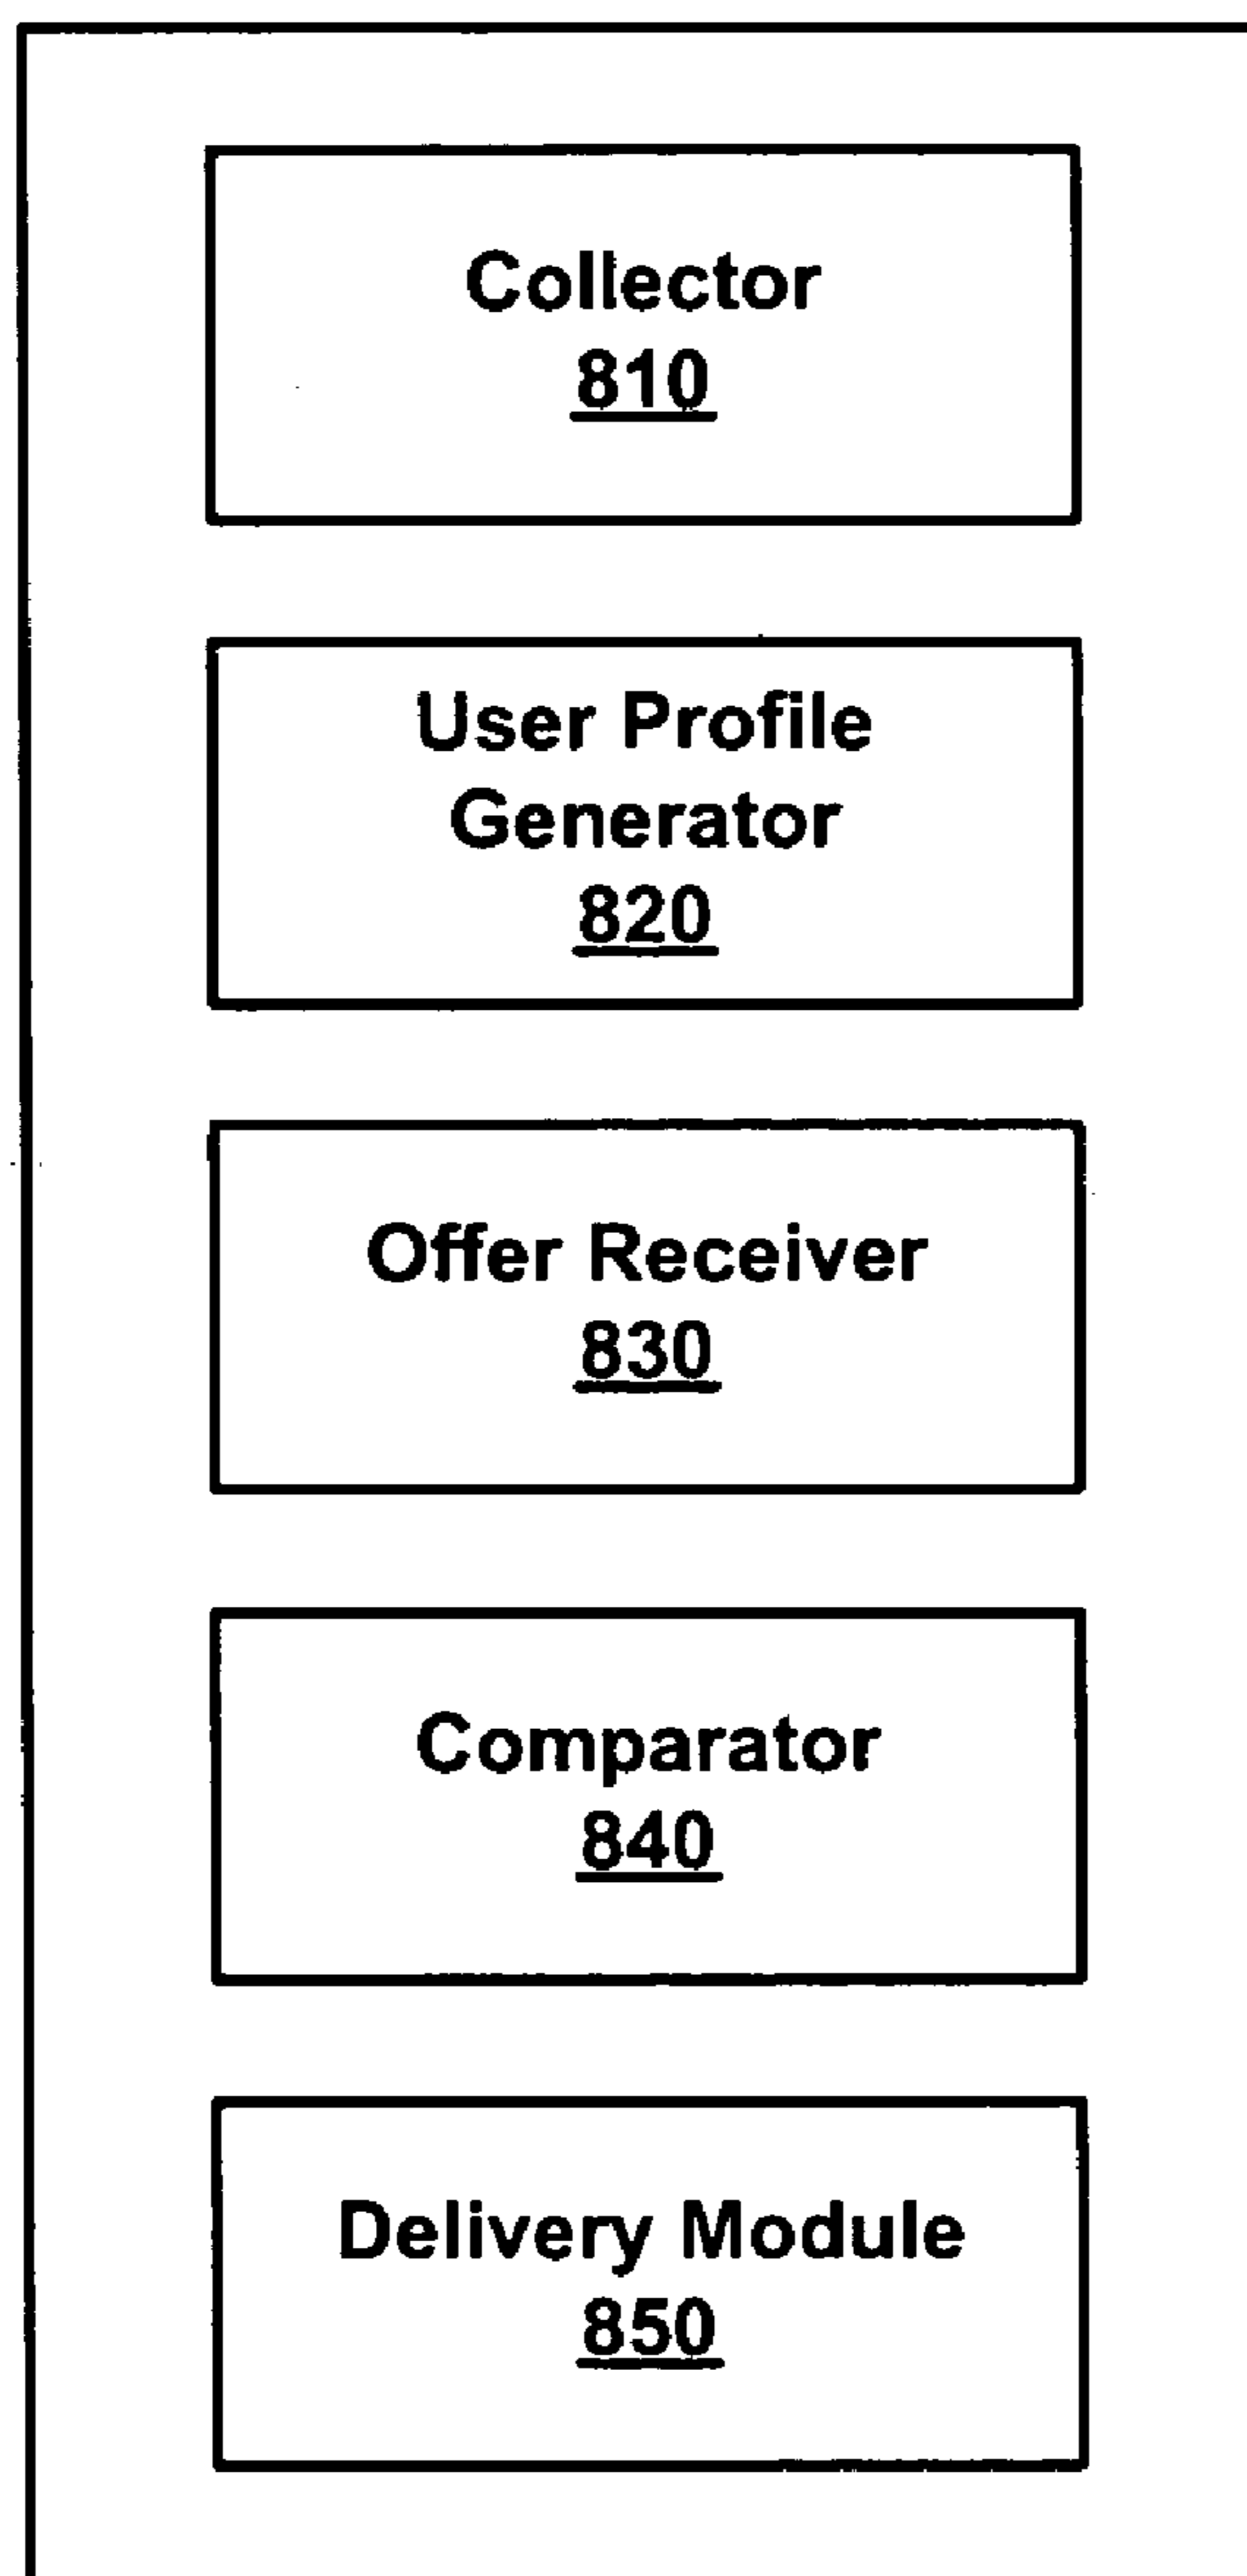 Collector
810
User Profile
Generator
820
Offer Receiver
830
Comparator
840
Delivery Module
850